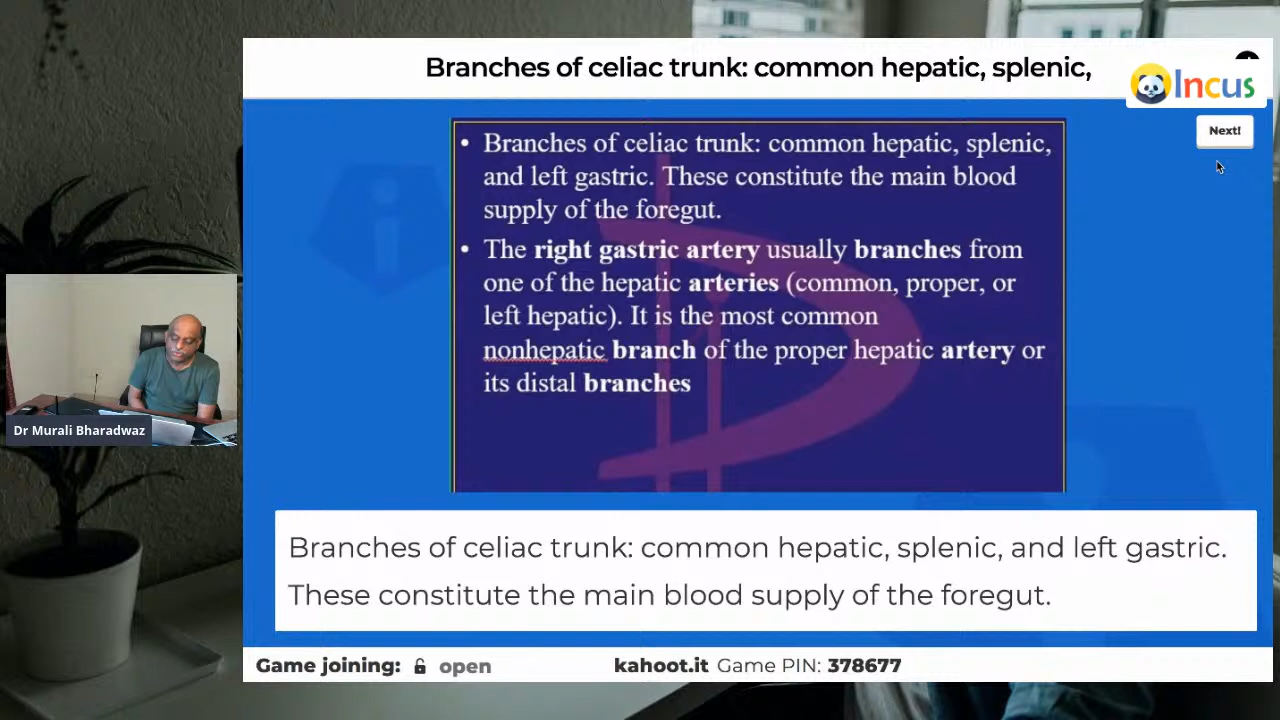 Branches of celiac trunk: common hepatic, splenic,
Incus
Next!
• Branches of celiac trunk: common hepatic, splenic,
and left gastric. These constitute the main blood
supply of the foregut.
• The right gastric artery usually branches from
one of the hepatic arteries (common, proper, or
left hepatic). It is the most common
nonhepatic branch of the proper hepatic artery or
its distal branches
Dr Murali Bharadwaz
Branches of celiac trunk: common hepatic, splenic, and left gastric.
These constitute the main blood supply of the foregut.
Game joining: open
kahoot.it Game PIN: 378677